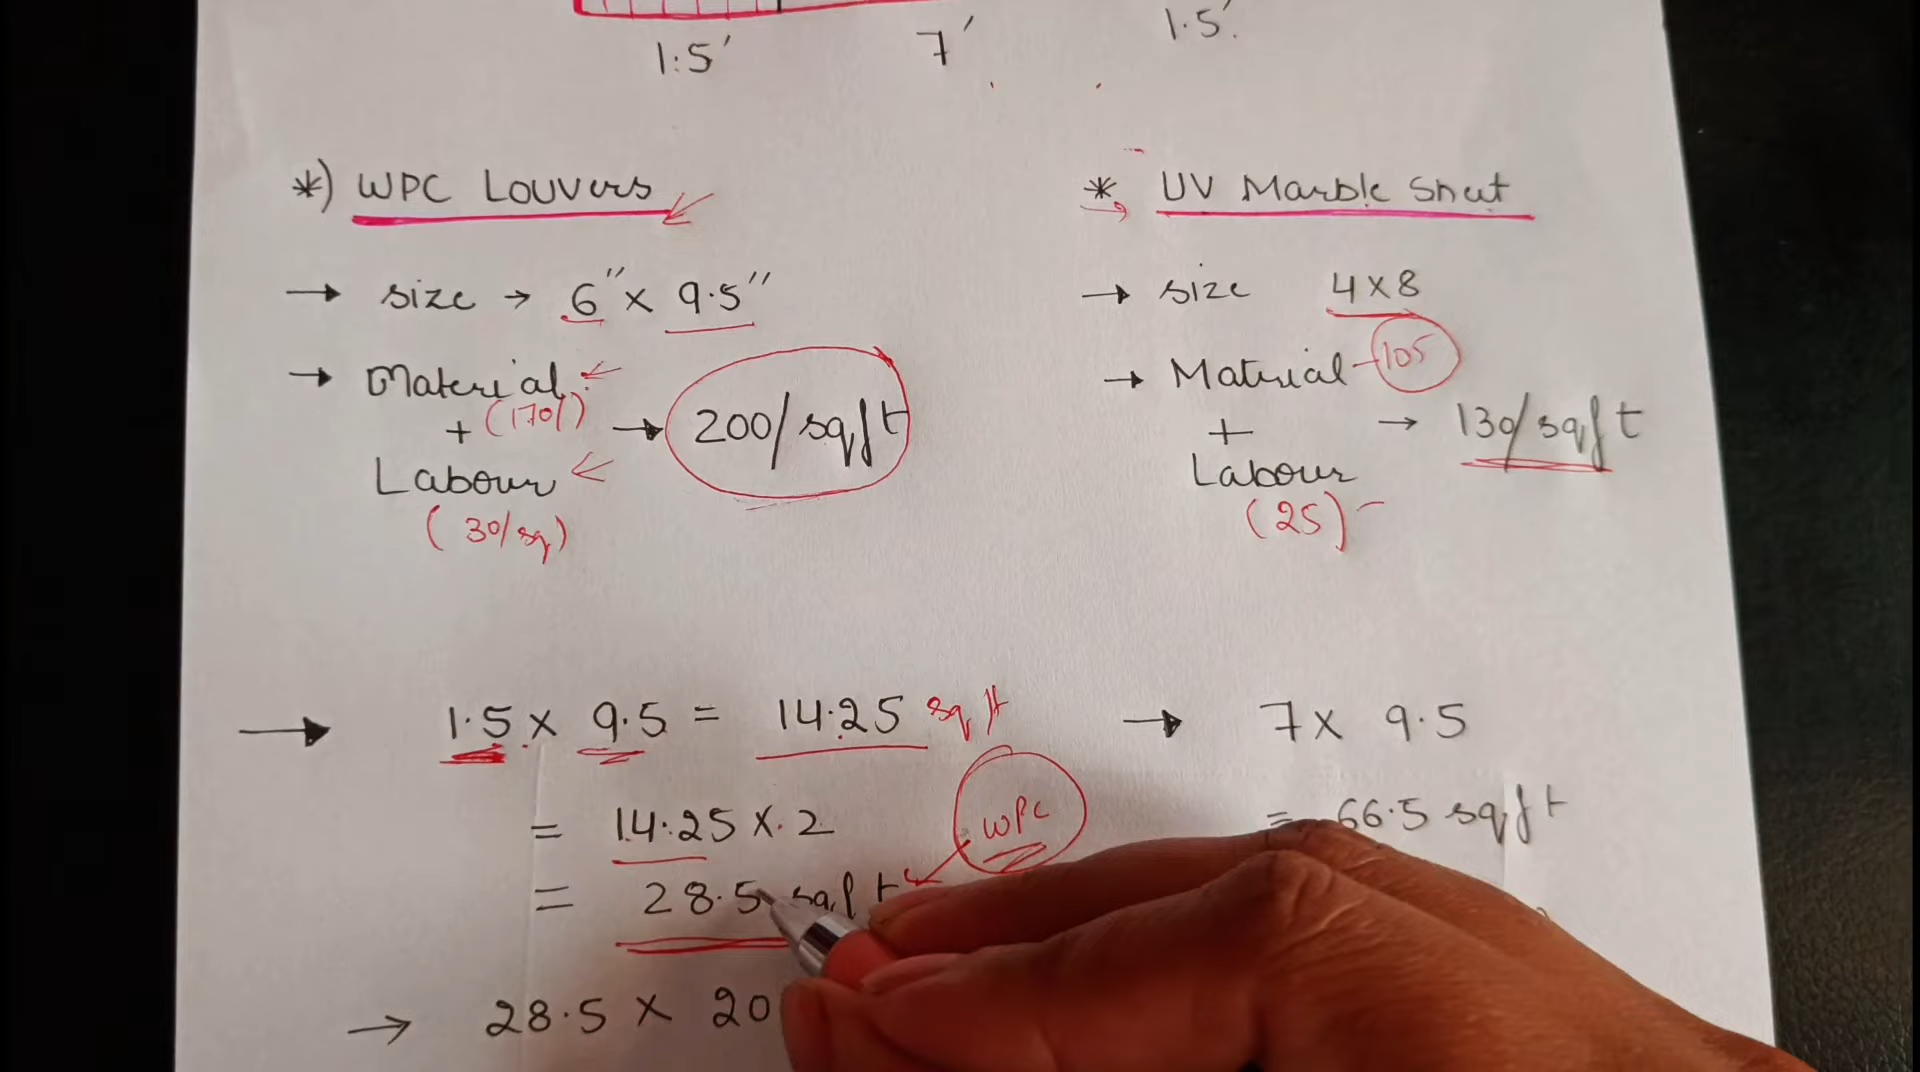 1.5' 7' 1.5'.
*) WPC Louvers
→ size → 6" x 9.5"
→ Material
+ (170/)
→ 200/sqft
Labour
(30/sq)
* UV Marble Sheet
→ size 4x8
→ Material - 105
+
→ 130/sqft
Labour
(25)
→ 1.5 x 9.5 = 14.25 sqft
= 14.25 x 2
= 28.5 sqft
WPC
→ 28.5 x 20
→ 7 x 9.5
= 66.5 sqft